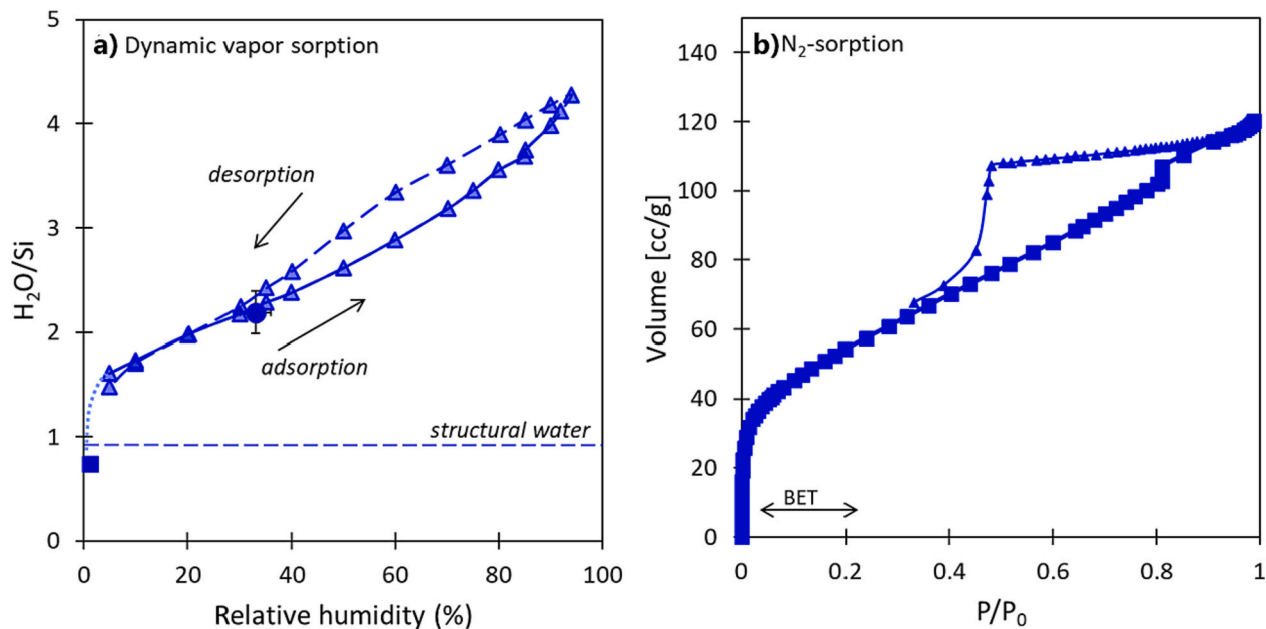 a) Dynamic vapor sorption
5
4
3
2
1
0
H₂O/Si
desorption
adsorption
structural water
0 20 40 60 80 100
Relative humidity (%)
b) N₂-sorption
140
120
100
80
60
40
20
0
Volume [cc/g]
BET
0 0.2 0.4 0.6 0.8 1
P/P₀